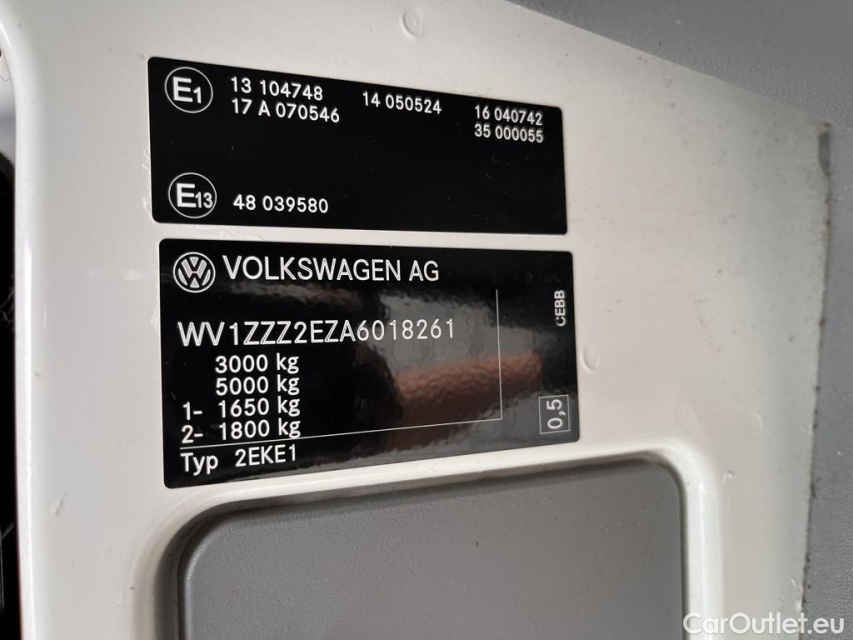 E1 13 104748 14 050524 16 040742
17 A 070546 35 000055
E13 48 039580
VOLKSWAGEN AG
WV1ZZZ2EZA6018261
3000 kg
5000 kg
1- 1650 kg
2- 1800 kg
Typ 2EKE1
CEBB
0,5
CarOutlet.eu